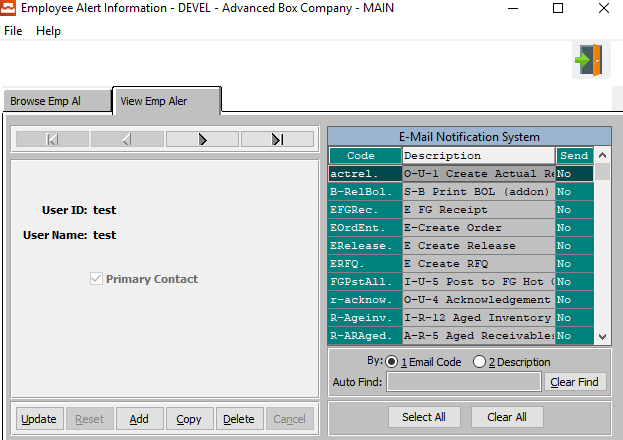 Employee Alert Information - DEVEL - Advanced Box Company - MAIN
File Help
Browse Emp Al View Emp Aler
User ID: test
User Name: test
Primary Contact
Update Reset Add Copy Delete Cancel
E-Mail Notification System
Code Description Send
actrel. O-U-1 Create Actual Re No
B-RelBol. S-B Print BOL (addon) No
EFGRec. E FG Receipt No
EOrdEnt. E-Create Order No
ERelease. E Create Release No
ERFQ. E Create RFQ No
FGPstAll. I-U-5 Post to FG Hot ( No
r-acknow. O-U-4 Acknowledgement No
R-Ageinv. I-R-12 Aged Inventory No
R-ARAged. A-R-5 Aged Receivables No
By: 1 Email Code 2 Description
Auto Find: Clear Find
Select All Clear All